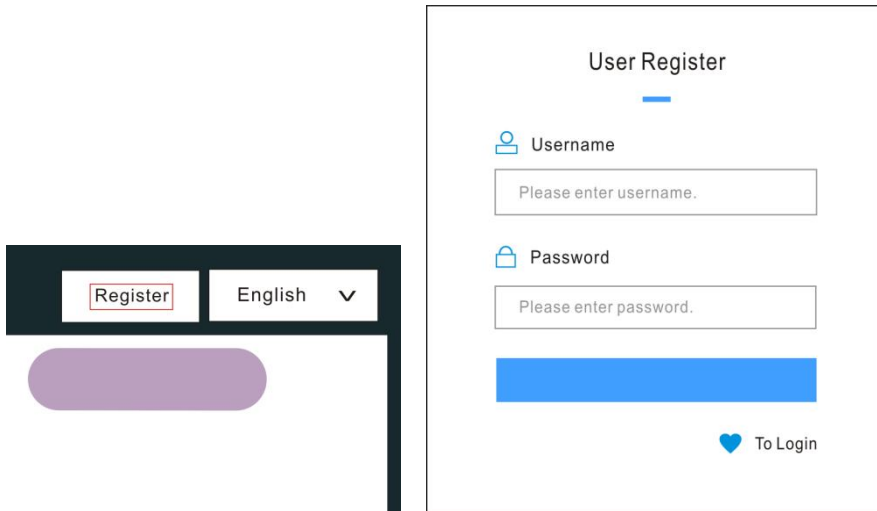 Register
English
User Register
Username
Please enter username.
Password
Please enter password.
To Login